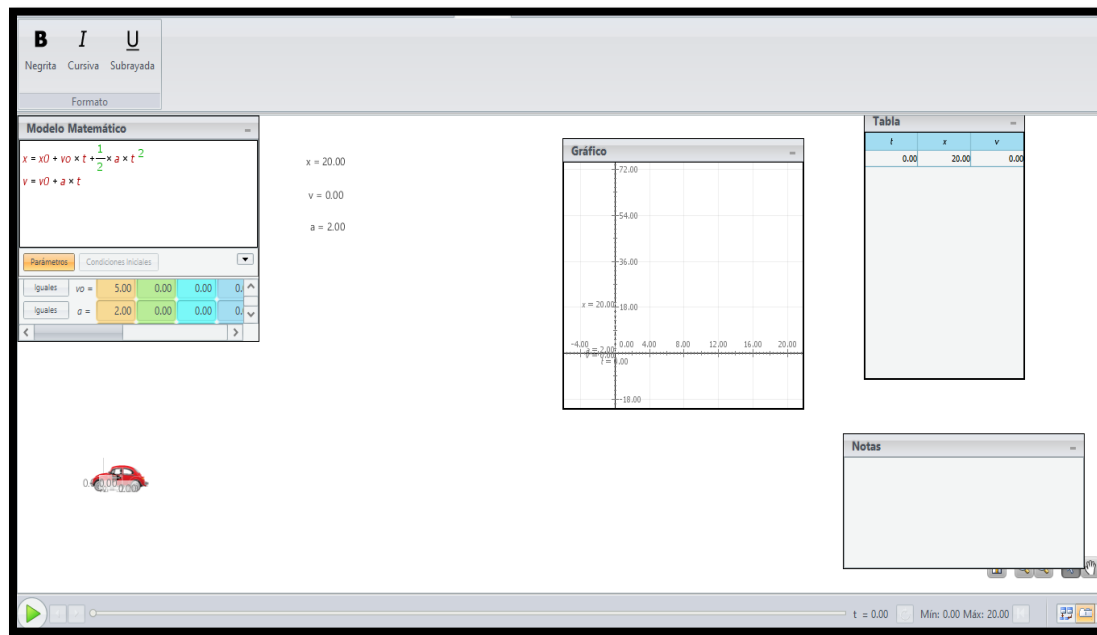 B I U
Negrita Cursiva Subrayada
Formato
Modelo Matemático
x = x0 + vo × t + 1/2 × a × t 2
v = v0 + a × t
Parámetros Condiciones Iniciales
Iguales vo = 5.00 0.00 0.00 0.
Iguales a = 2.00 0.00 0.00 0.
x = 20.00
v = 0.00
a = 2.00
Gráfico
72.00
54.00
36.00
x = 20.00 18.00
-4.00 0.00 4.00 8.00 12.00 16.00 20.00
-18.00
Tabla
t x v
0.00 20.00 0.00
Notas
t = 0.00 Mín: 0.00 Máx: 20.00